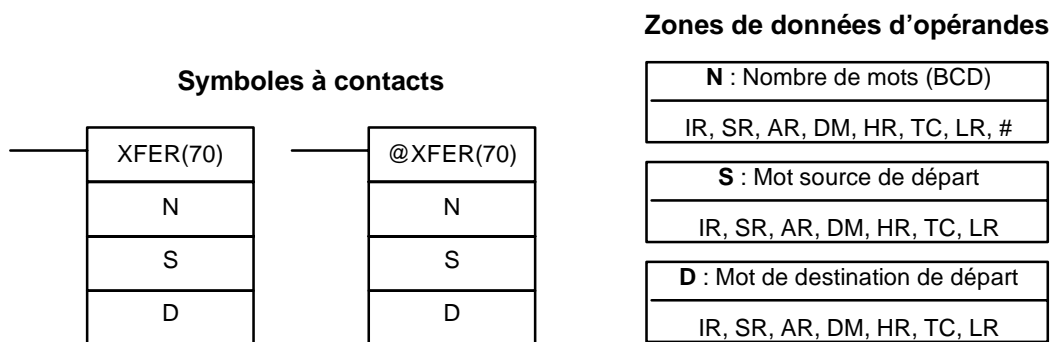 Zones de données d’opérandes
Symboles à contacts
XFER(70)
N
S
D
@XFER(70)
N
S
D
N : Nombre de mots (BCD)
IR, SR, AR, DM, HR, TC, LR, #
S : Mot source de départ
IR, SR, AR, DM, HR, TC, LR
D : Mot de destination de départ
IR, SR, AR, DM, HR, TC, LR